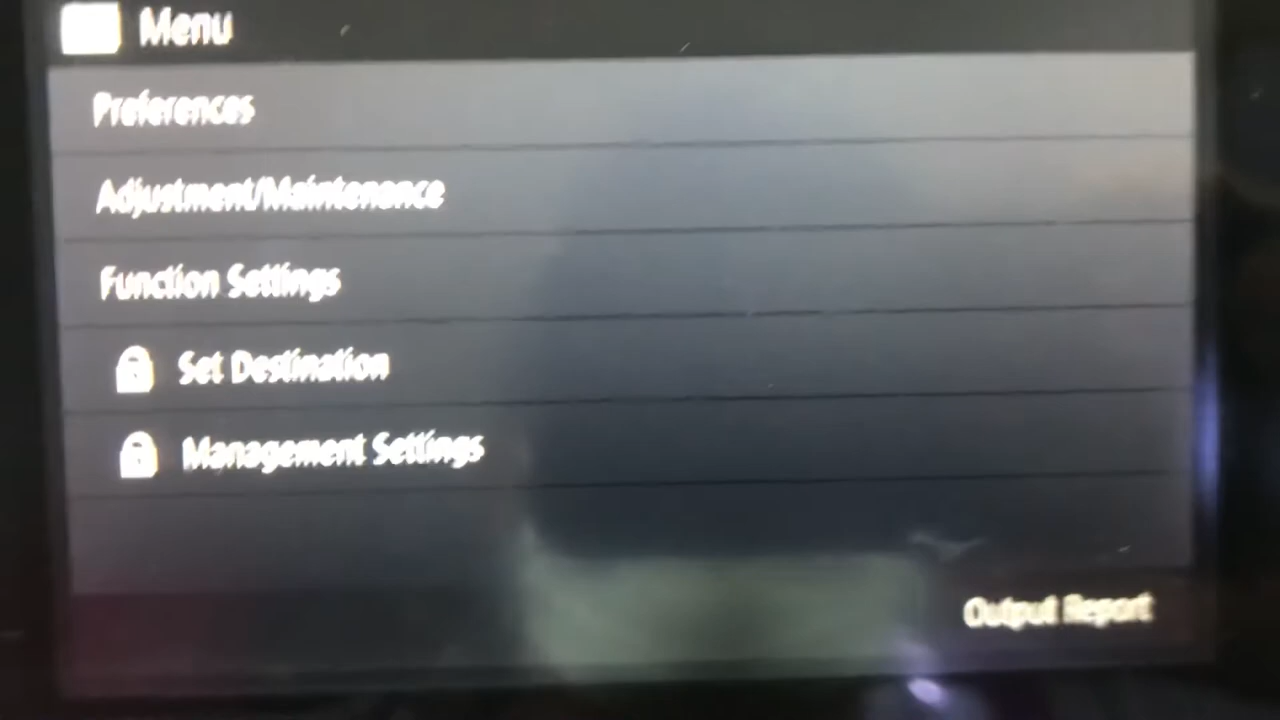 Menu
Preferences
Adjustment/Maintenance
Function Settings
Set Destination
Management Settings
Output Report